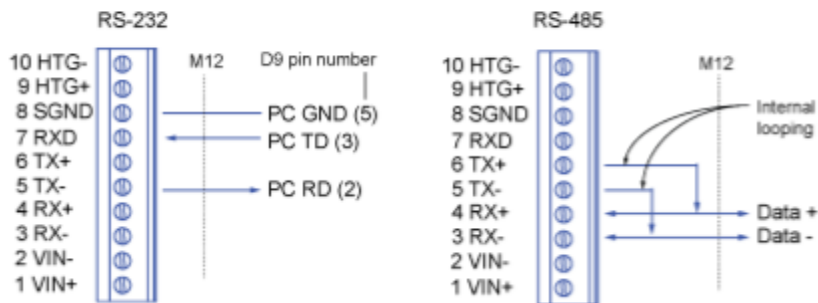 RS-232
M12 D9 pin number
10 HTG-
9 HTG+
8 SGND PC GND (5)
7 RXD PC TD (3)
6 TX+
5 TX- PC RD (2)
4 RX+
3 RX-
2 VIN-
1 VIN+
RS-485
M12
10 HTG-
9 HTG+
8 SGND
7 RXD
6 TX+
5 TX-
4 RX+ Data +
3 RX- Data -
2 VIN-
1 VIN+
Internal
looping